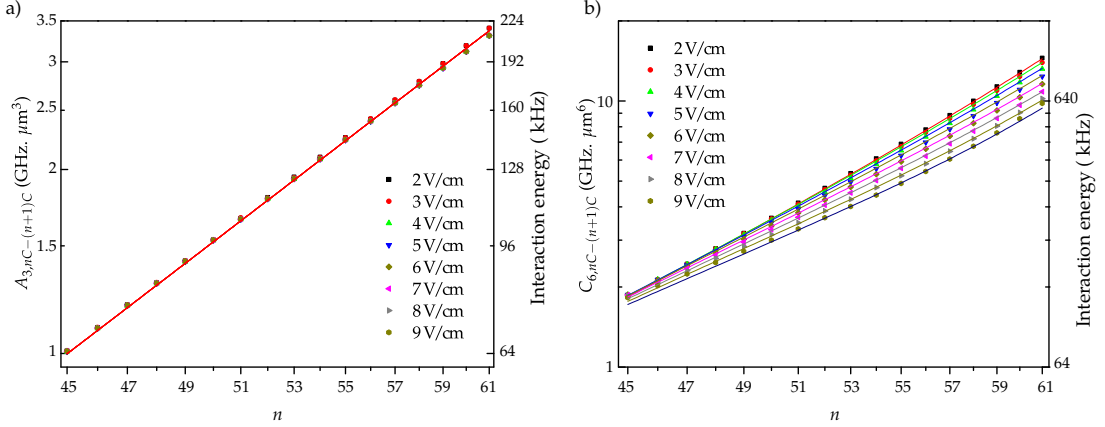 a)
3.5
3
2.5
2
1.5
1
A3,nC−(n+1)C (GHz. μm³)
224
192
160
128
96
64
Interaction energy ( kHz)
2 V/cm
3 V/cm
4 V/cm
5 V/cm
6 V/cm
7 V/cm
8 V/cm
9 V/cm
45 47 49 51 53 55 57 59 61
n
b)
10
1
C6,nC−(n+1)C (GHz. μm⁶)
640
64
Interaction energy ( kHz)
2 V/cm
3 V/cm
4 V/cm
5 V/cm
6 V/cm
7 V/cm
8 V/cm
9 V/cm
45 47 49 51 53 55 57 59 61
n